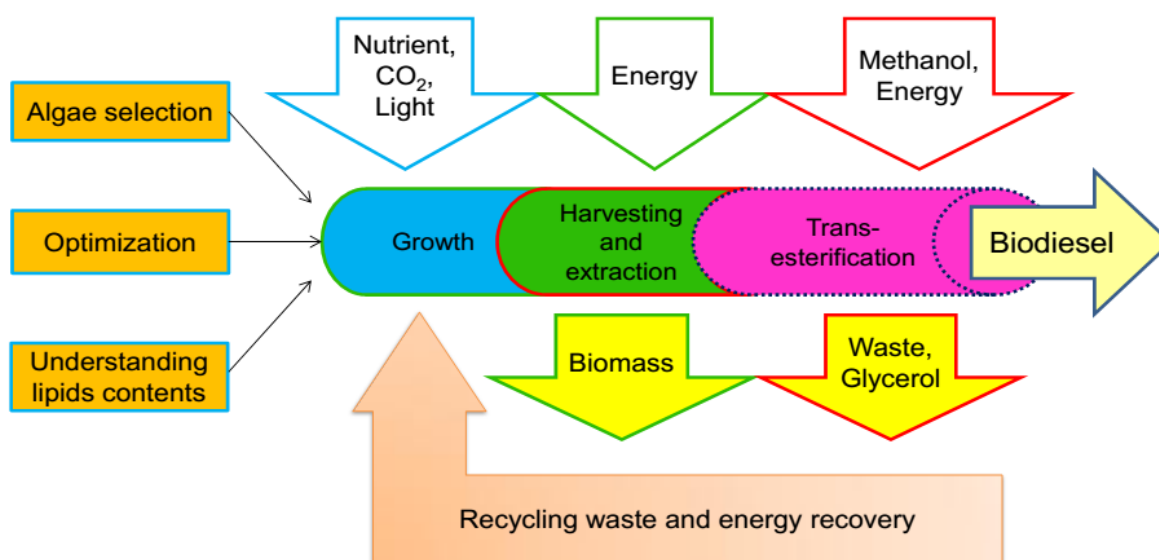 Nutrient,
CO₂,
Light
Energy
Methanol,
Energy
Algae selection
Optimization
Understanding
lipids contents
Growth
Harvesting
and
extraction
Trans-
esterification
Biodiesel
Biomass
Waste,
Glycerol
Recycling waste and energy recovery